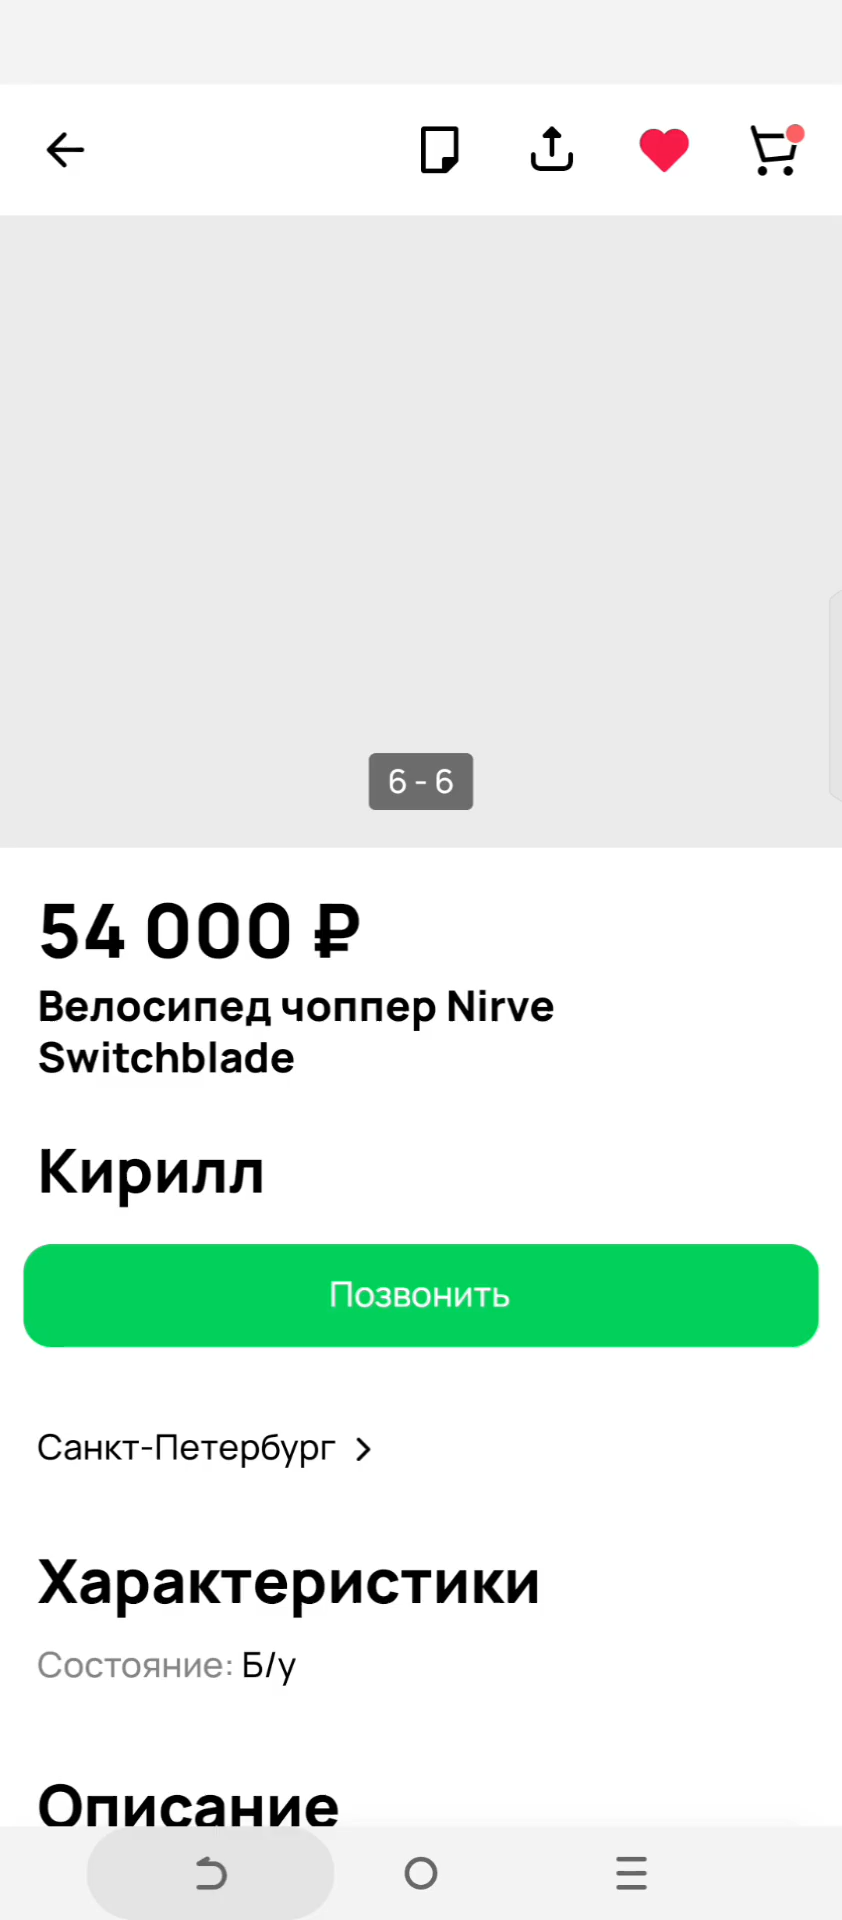 6 - 6
54 000 ₽
Велосипед чоппер Nirve
Switchblade
Кирилл
Позвонить
Санкт-Петербург
Характеристики
Состояние: Б/у
Описание